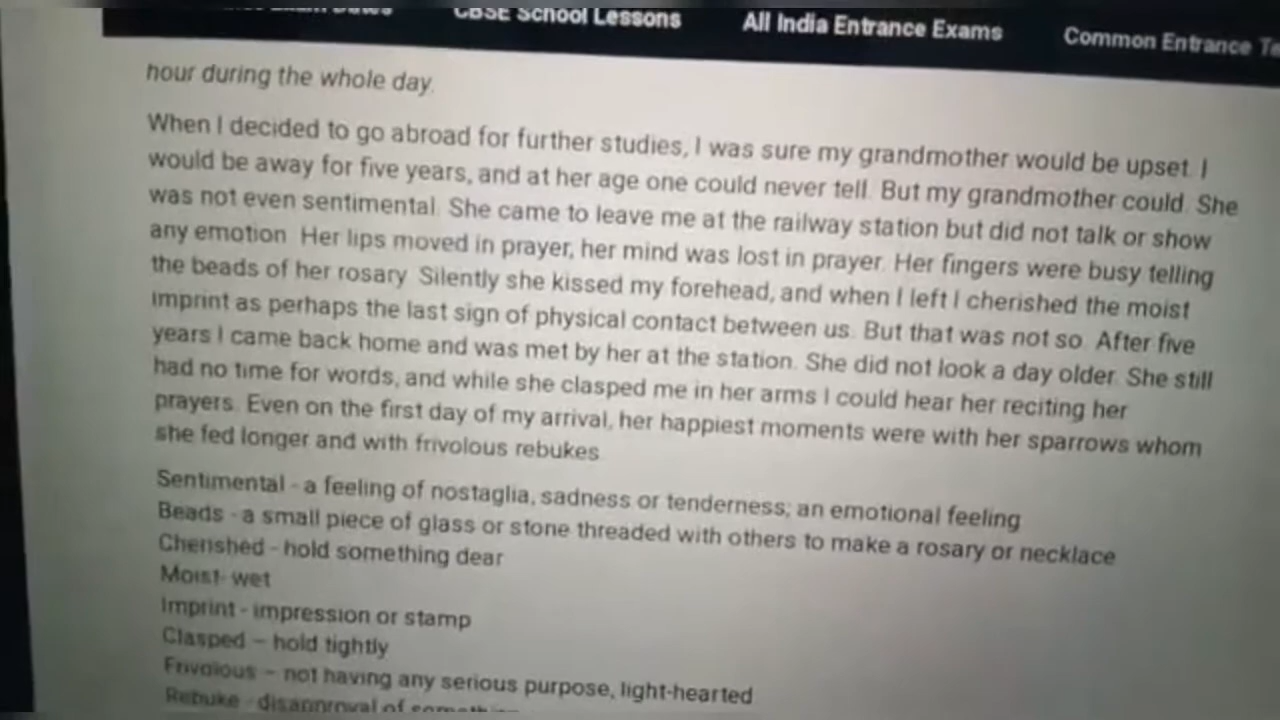 CBSE School Lessons All India Entrance Exams Common Entrance
hour during the whole day.
When I decided to go abroad for further studies, I was sure my grandmother would be upset. I
would be away for five years, and at her age one could never tell. But my grandmother could. She
was not even sentimental. She came to leave me at the railway station but did not talk or show
any emotion. Her lips moved in prayer, her mind was lost in prayer. Her fingers were busy telling
the beads of her rosary. Silently she kissed my forehead, and when I left I cherished the moist
imprint as perhaps the last sign of physical contact between us. But that was not so. After five
years I came back home and was met by her at the station. She did not look a day older. She still
had no time for words, and while she clasped me in her arms I could hear her reciting her
prayers. Even on the first day of my arrival, her happiest moments were with her sparrows whom
she fed longer and with frivolous rebukes.
Sentimental - a feeling of nostaglia, sadness or tenderness; an emotional feeling
Beads - a small piece of glass or stone threaded with others to make a rosary or necklace
Cherished - hold something dear
Moist- wet
Imprint - impression or stamp
Clasped – hold tightly
Frivolous – not having any serious purpose, light-hearted
Rebuke - disapproval of